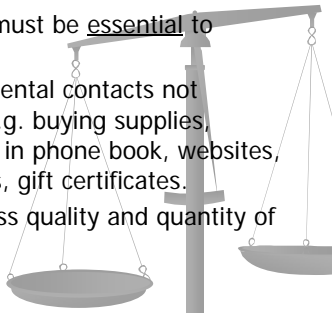 must be essential to
ental contacts not
.g. buying supplies,
in phone book, websites,
s, gift certificates.
ss quality and quantity of